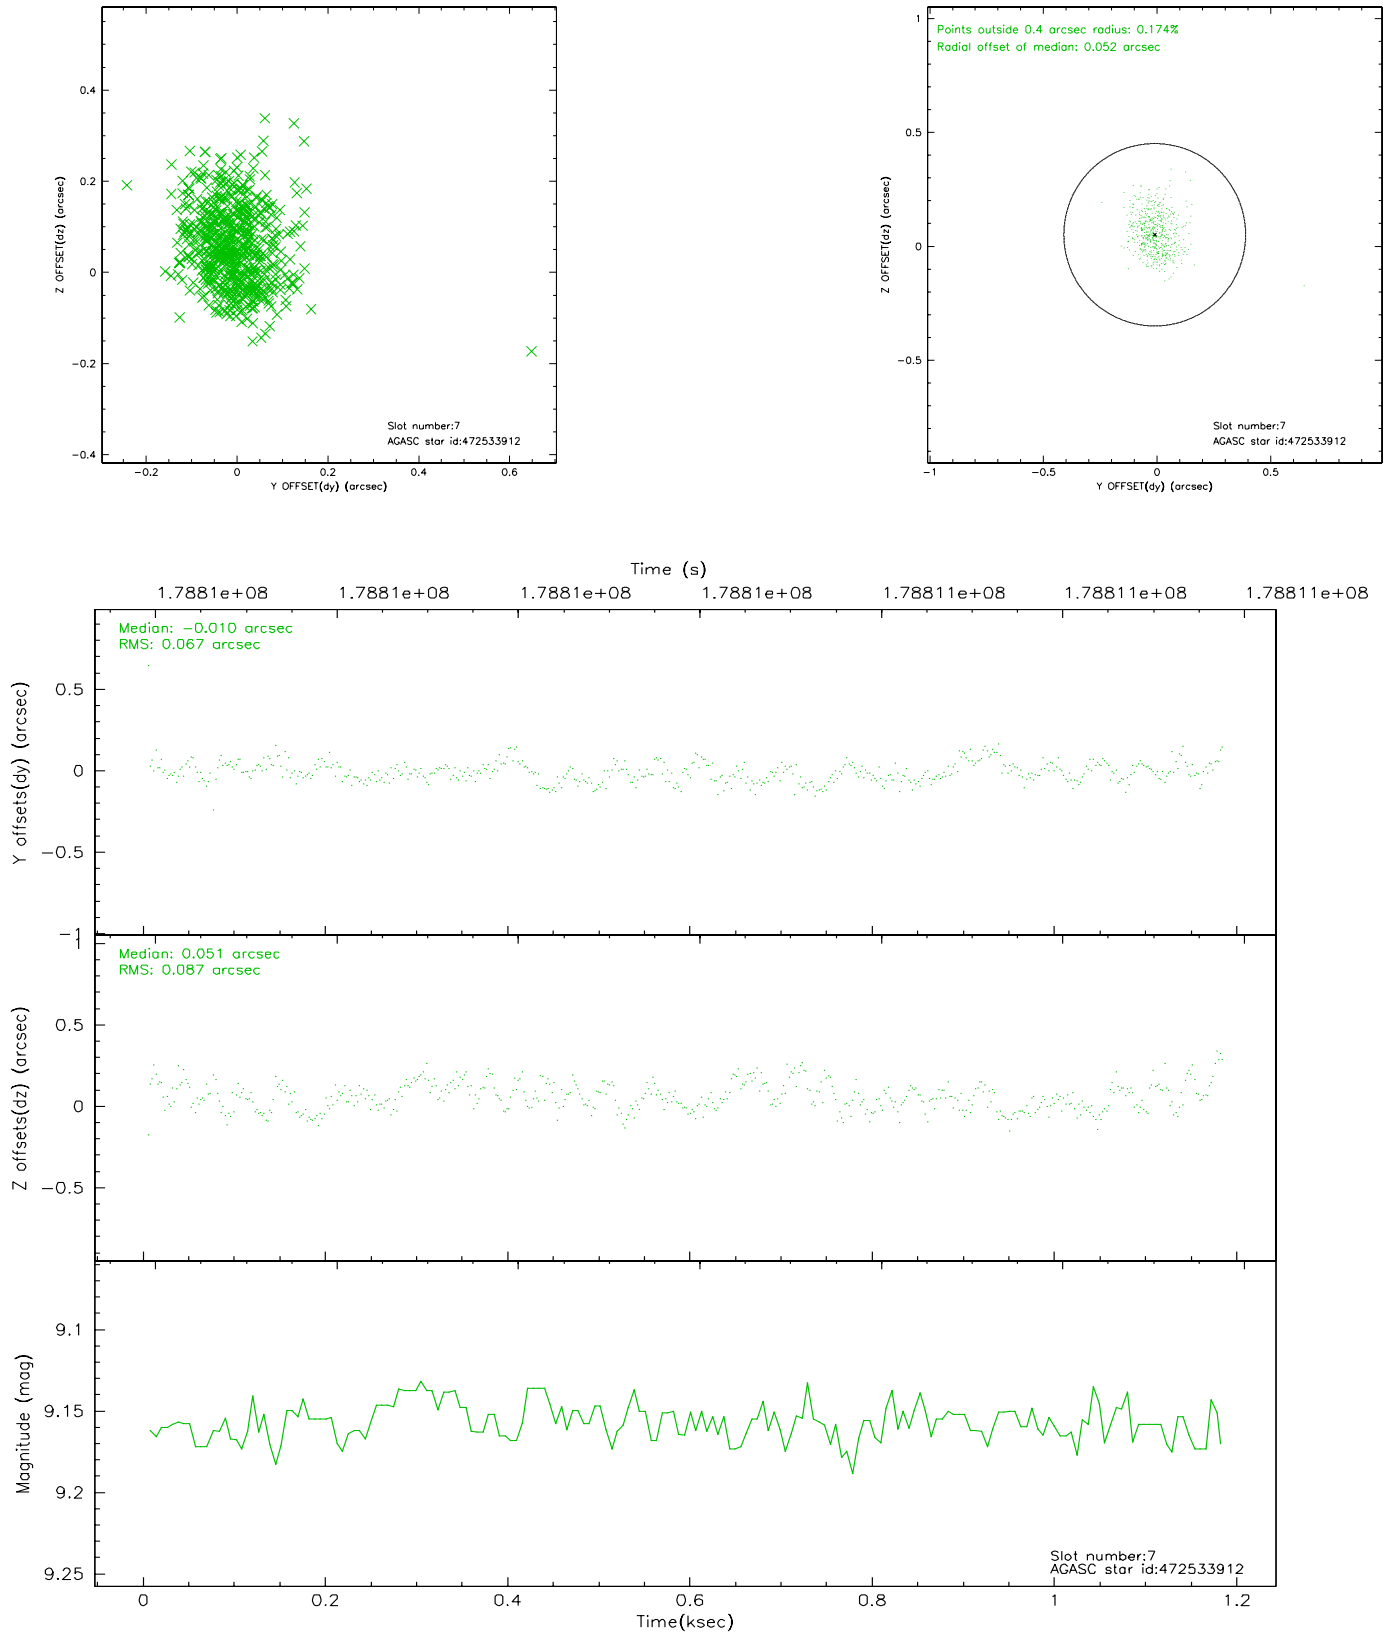 0.4
0.2
0
-0.2
-0.4
Z OFFSET(dz) (arcsec)
-0.2 0 0.2 0.4 0.6
Y OFFSET(dy) (arcsec)
Slot number:7
AGASC star id:472533912
Points outside 0.4 arcsec radius: 0.174%
Radial offset of median: 0.052 arcsec
1
0.5
0
-0.5
Z OFFSET(dz) (arcsec)
-1 -0.5 0 0.5
Y OFFSET(dy) (arcsec)
Slot number:7
AGASC star id:472533912
Time (s)
1.7881e+08 1.7881e+08 1.7881e+08 1.7881e+08 1.78811e+08 1.78811e+08 1.78811e+08
Median: -0.010 arcsec
RMS: 0.067 arcsec
0.5
0
-0.5
-1
Y offsets(dy) (arcsec)
Median: 0.051 arcsec
RMS: 0.087 arcsec
1
0.5
0
-0.5
Z offsets(dz) (arcsec)
9.1
9.15
9.2
9.25
Magnitude (mag)
Slot number:7
AGASC star id:472533912
0 0.2 0.4 0.6 0.8 1 1.2
Time(ksec)